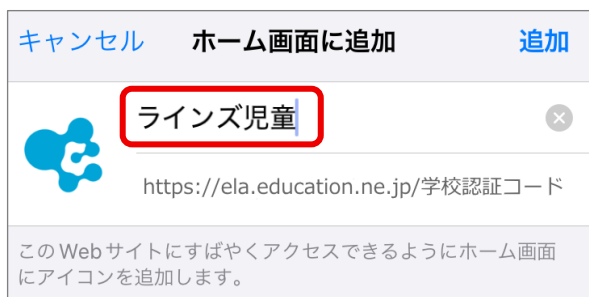 キャンセル ホーム画面に追加 追加
ラインズ児童
https://ela.education.ne.jp/学校認証コード
このWebサイトにすばやくアクセスできるようにホーム画面
にアイコンを追加します。